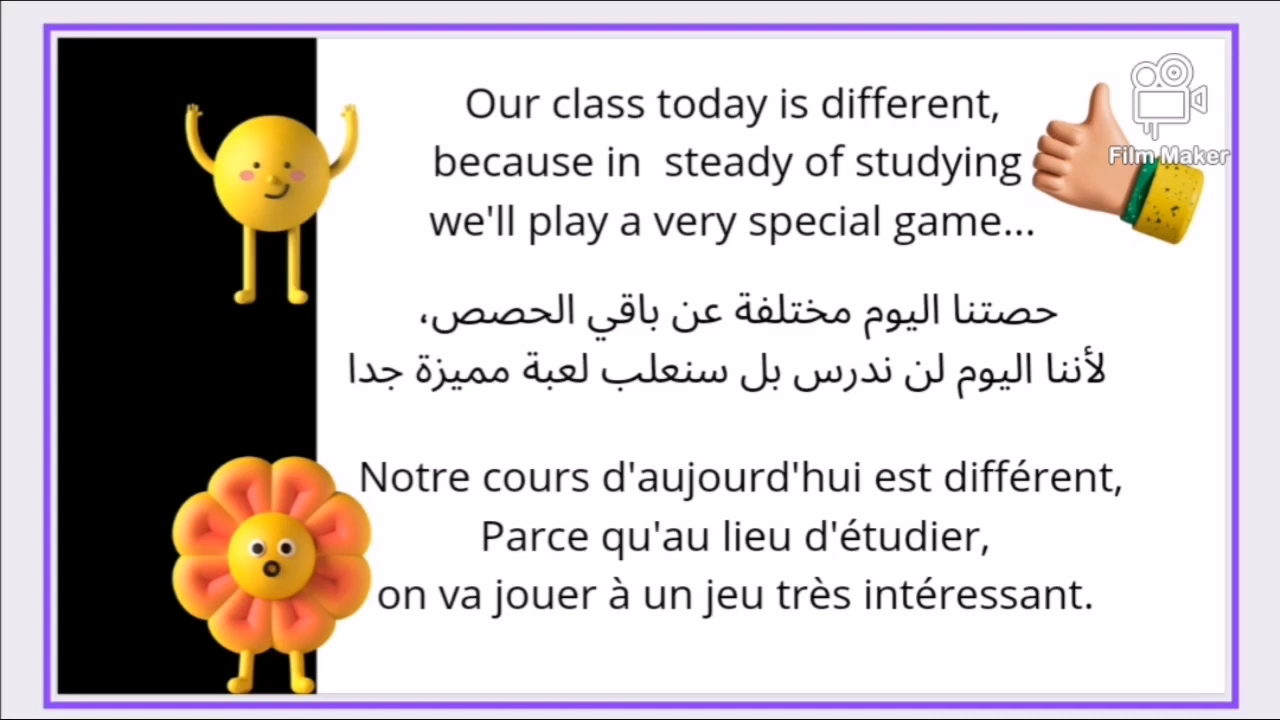 Our class today is different,
because in  steady of studying
we'll play a very special game...
Film Maker
حصتنا اليوم مختلفة عن باقي الحصص،
لأننا اليوم لن ندرس بل سنعلب لعبة مميزة جدا
Notre cours d'aujourd'hui est différent,
Parce qu'au lieu d'étudier,
on va jouer à un jeu très intéressant.